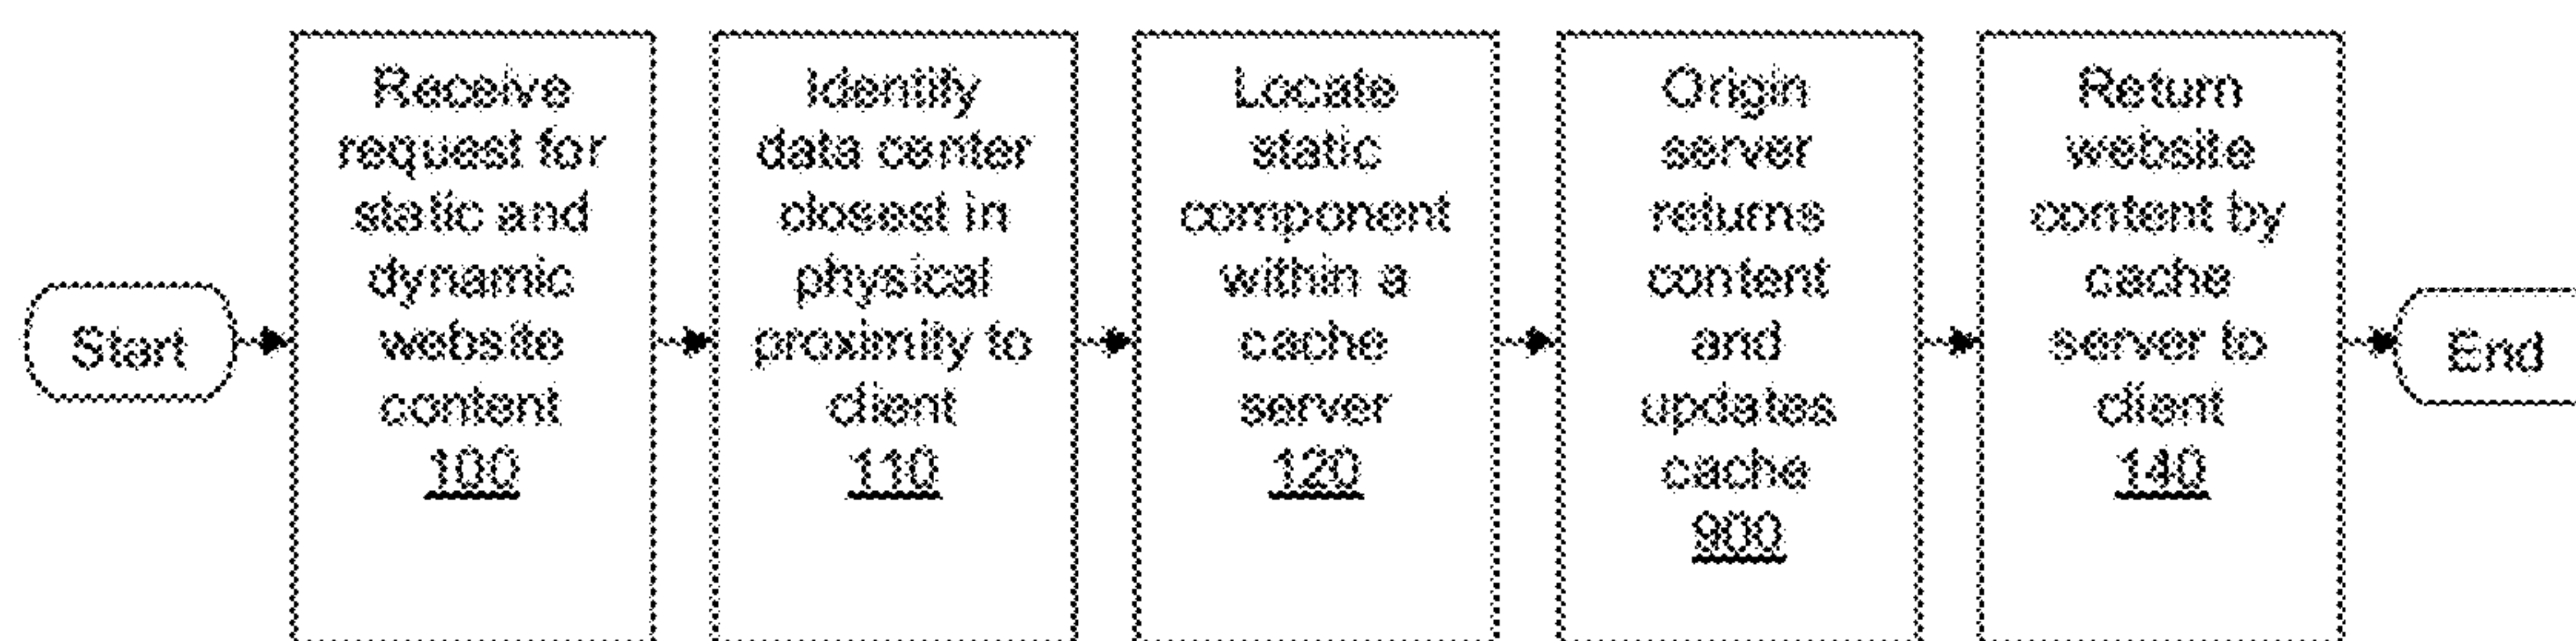 Start
Receive
request for
static and
dynamic
website
content
100
Identify
data center
closest in
physical
proximity to
client
110
Locate
static
component
within a
cache
server
120
Origin
server
returns
content
and
updates
cache
900
Return
website
content by
cache
server to
client
140
End